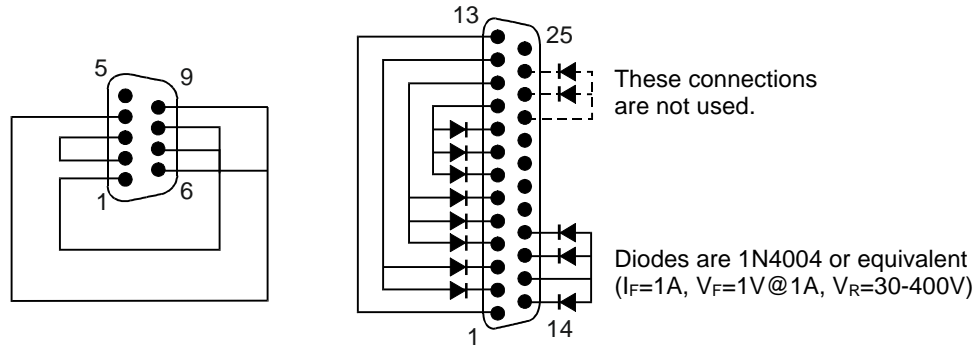 5
9
1
6
13
25
1
14
These connections
are not used.
Diodes are 1N4004 or equivalent
(IF=1A, VF=1V@1A, VR=30-400V)